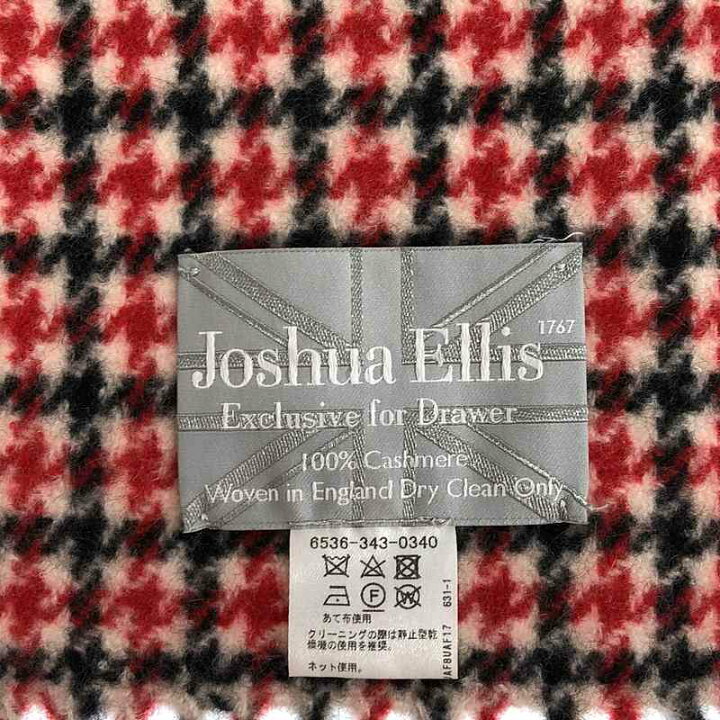 Joshua Ellis 1767
Exclusive for Drawer
100% Cashmere
Woven in England Dry Clean Only
6536-343-0340
あて布使用
クリーニングの際は静止型乾
燥機の使用を推奨。
ネット使用。
AF8UAF17 631-1